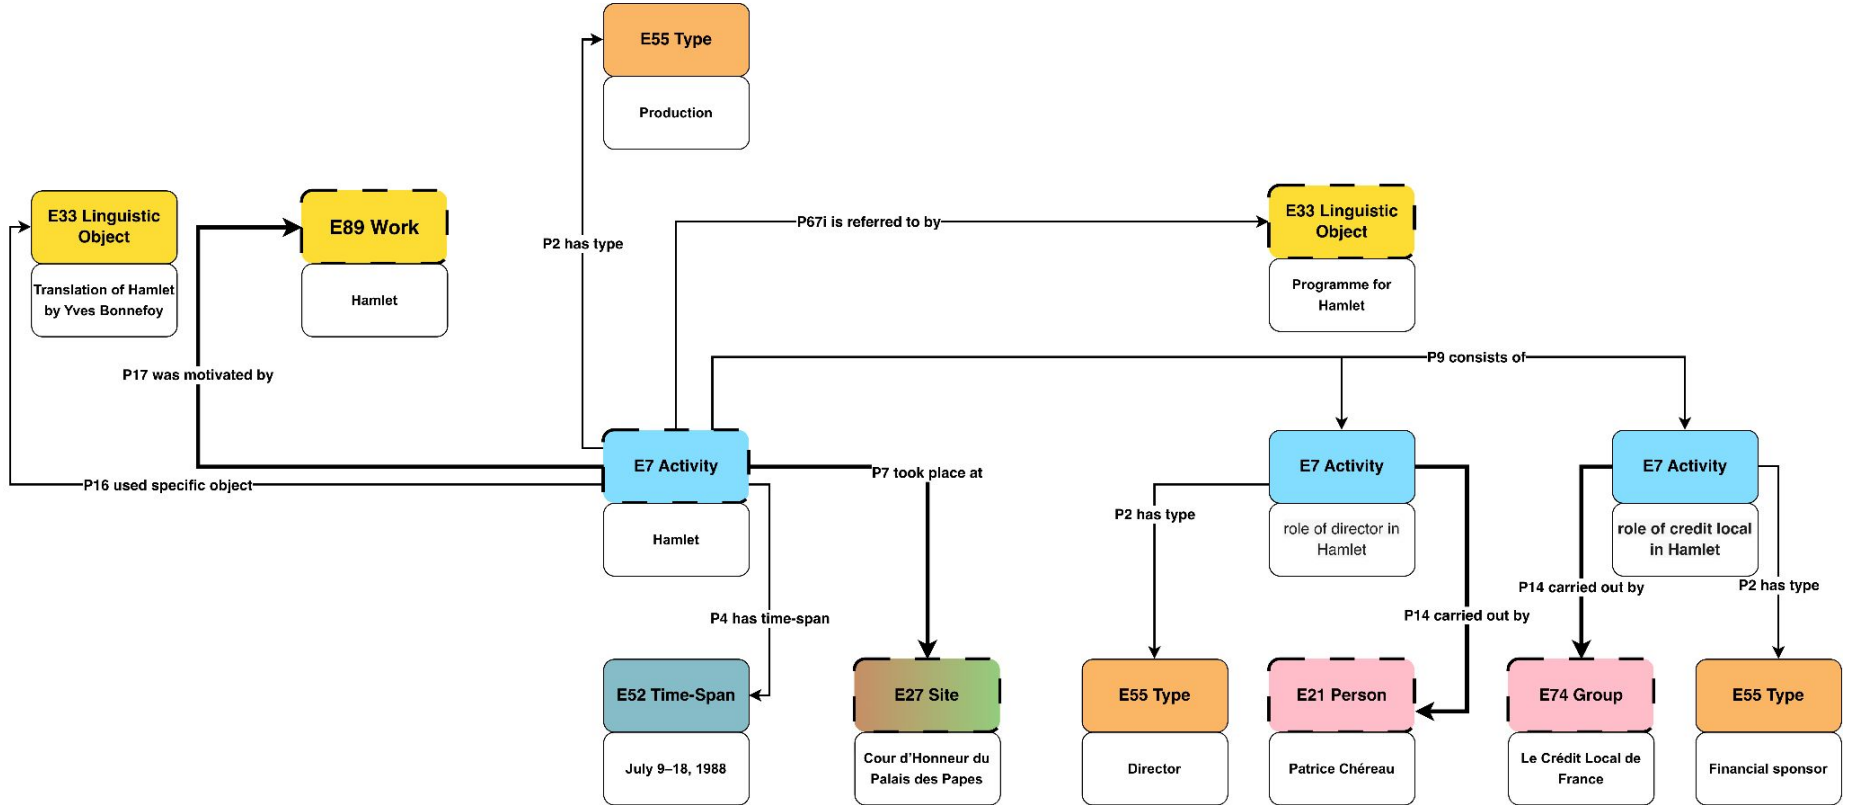 E55 Type
Production
E33 Linguistic
Object
Translation of Hamlet
by Yves Bonnefoy
E89 Work
Hamlet
P2 has type
P67i is referred to by
E33 Linguistic
Object
Programme for
Hamlet
P17 was motivated by
P9 consists of
P16 used specific object
E7 Activity
Hamlet
P7 took place at
E7 Activity
role of director in
Hamlet
E7 Activity
role of credit local
in Hamlet
P2 has type
P4 has time-span
P14 carried out by
P14 carried out by
P2 has type
E52 Time-Span
July 9–18, 1988
E27 Site
Cour d'Honneur du
Palais des Papes
E55 Type
Director
E21 Person
Patrice Chéreau
E74 Group
Le Crédit Local de
France
E55 Type
Financial sponsor